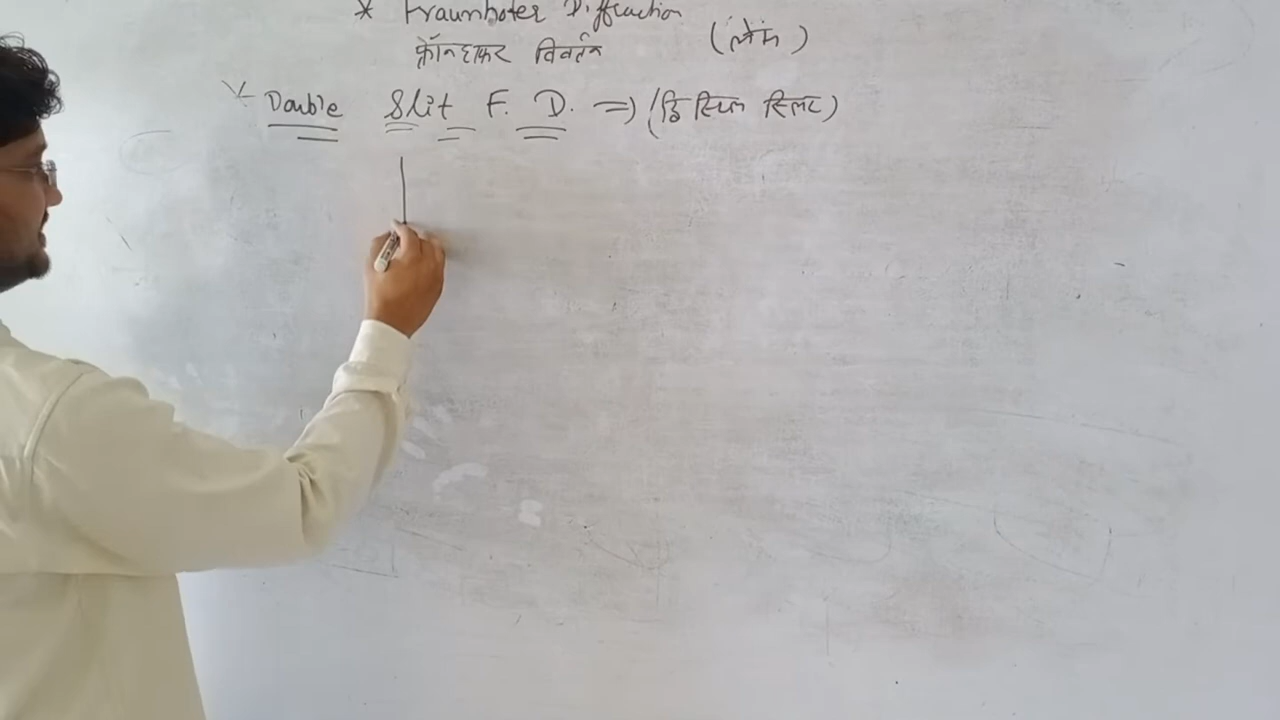 * Fraunhofer Diffraction
फ्रॉनहाफर विवर्तन (लेंस)
* Double Slit F. D. => (द्वि स्लिट)